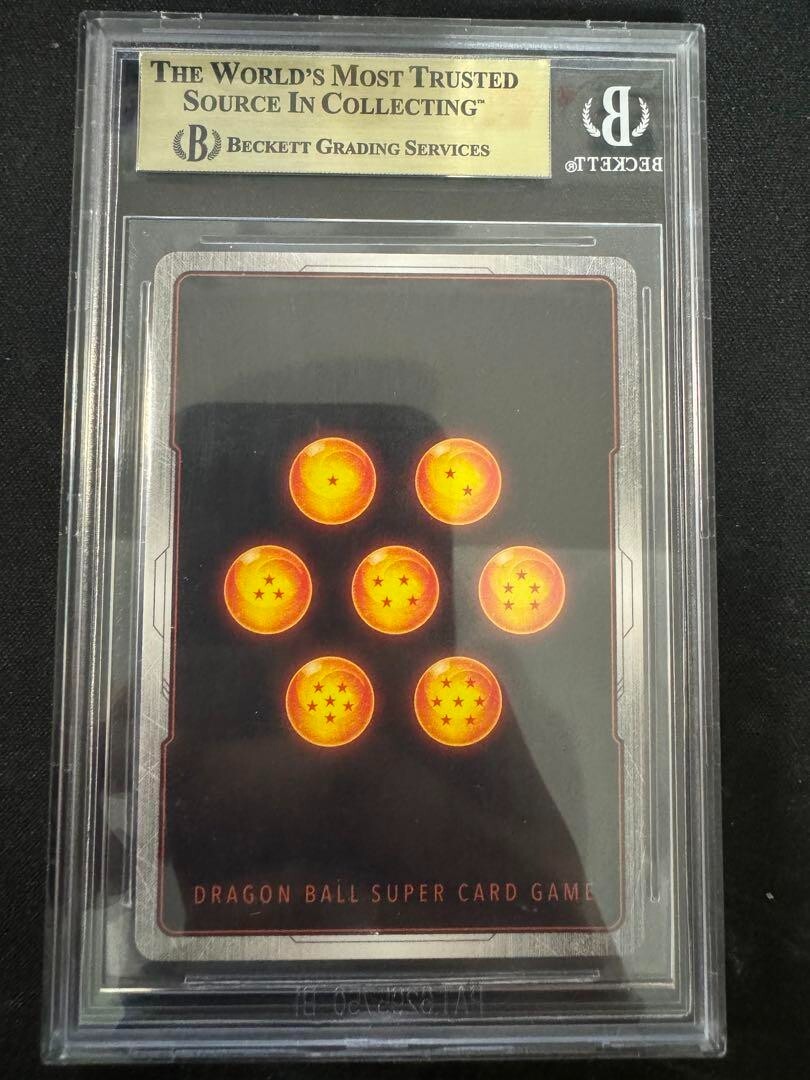 THE WORLD'S MOST TRUSTED
SOURCE IN COLLECTING™
B BECKETT GRADING SERVICES
B
BECKETT®
DRAGON BALL SUPER CARD GAME